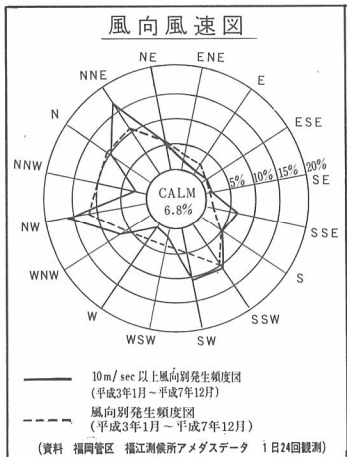 風向風速図
NE ENE
NNE E
N ESE
NNW SE
5% 10% 15% 20%
CALM
6.8%
NW SSE
WNW S
W SSW
WSW SW
10m/sec以上風向別発生頻度図
(平成3年1月～平成7年12月)
風向別発生頻度図
(平成3年1月～平成7年12月)
(資料 福岡管区 福江測候所アメダスデータ 1日24回観測)